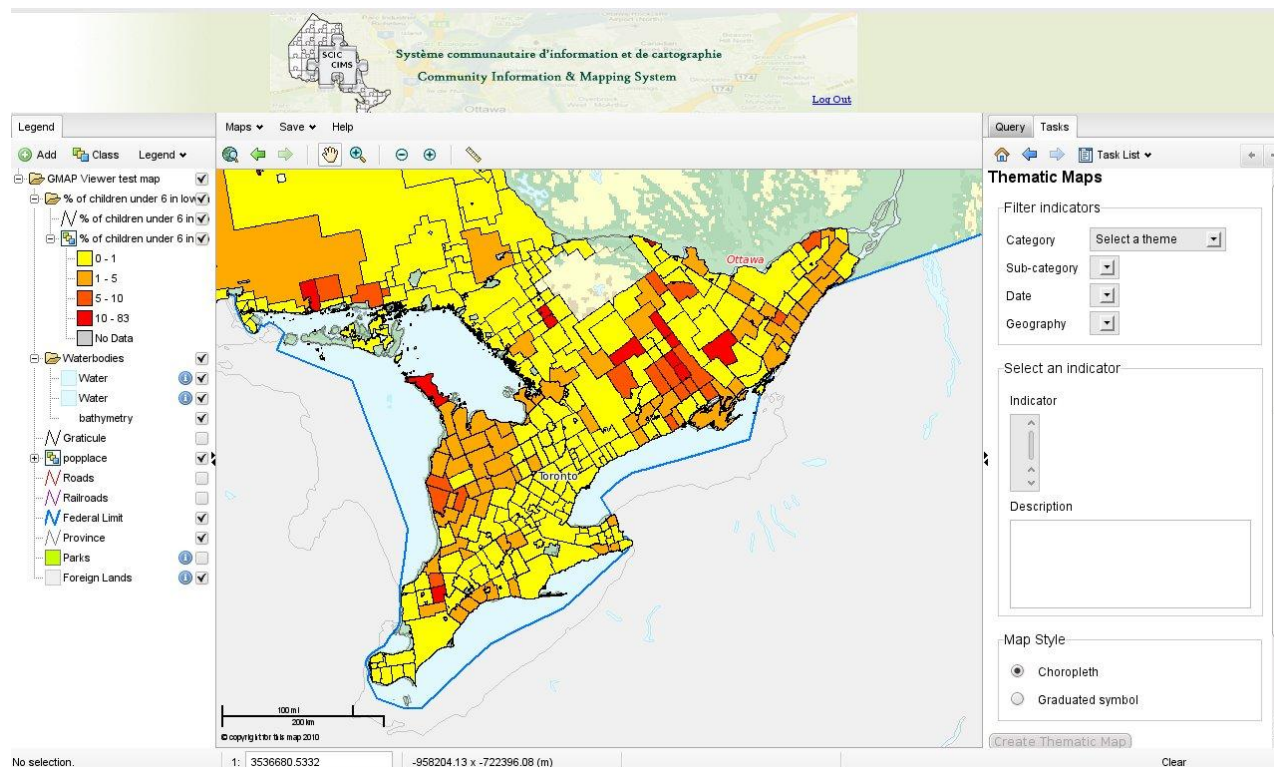 SCIC
CIMS
Système communautaire d'information et de cartographie
Community Information & Mapping System
Log Out
Ottawa
Legend
Maps Save Help
Query Tasks
Add Class Legend
Task List
GMAP Viewer test map
% of children under 6 in low
% of children under 6 in
% of children under 6 in
0 - 1
1 - 5
5 - 10
10 - 83
No Data
Waterbodies
Water
Water
bathymetry
Graticule
popplace
Roads
Railroads
Federal Limit
Province
Parks
Foreign Lands
Ottawa
Toronto
100 mi
200 km
© copyright for this map 2010
Thematic Maps
Filter indicators
Category Select a theme
Sub-category
Date
Geography
Select an indicator
Indicator
Description
Map Style
Choropleth
Graduated symbol
Create Thematic Map
No selection. 1: 3536680.5332 -958204.13 x -722396.08 (m) Clear